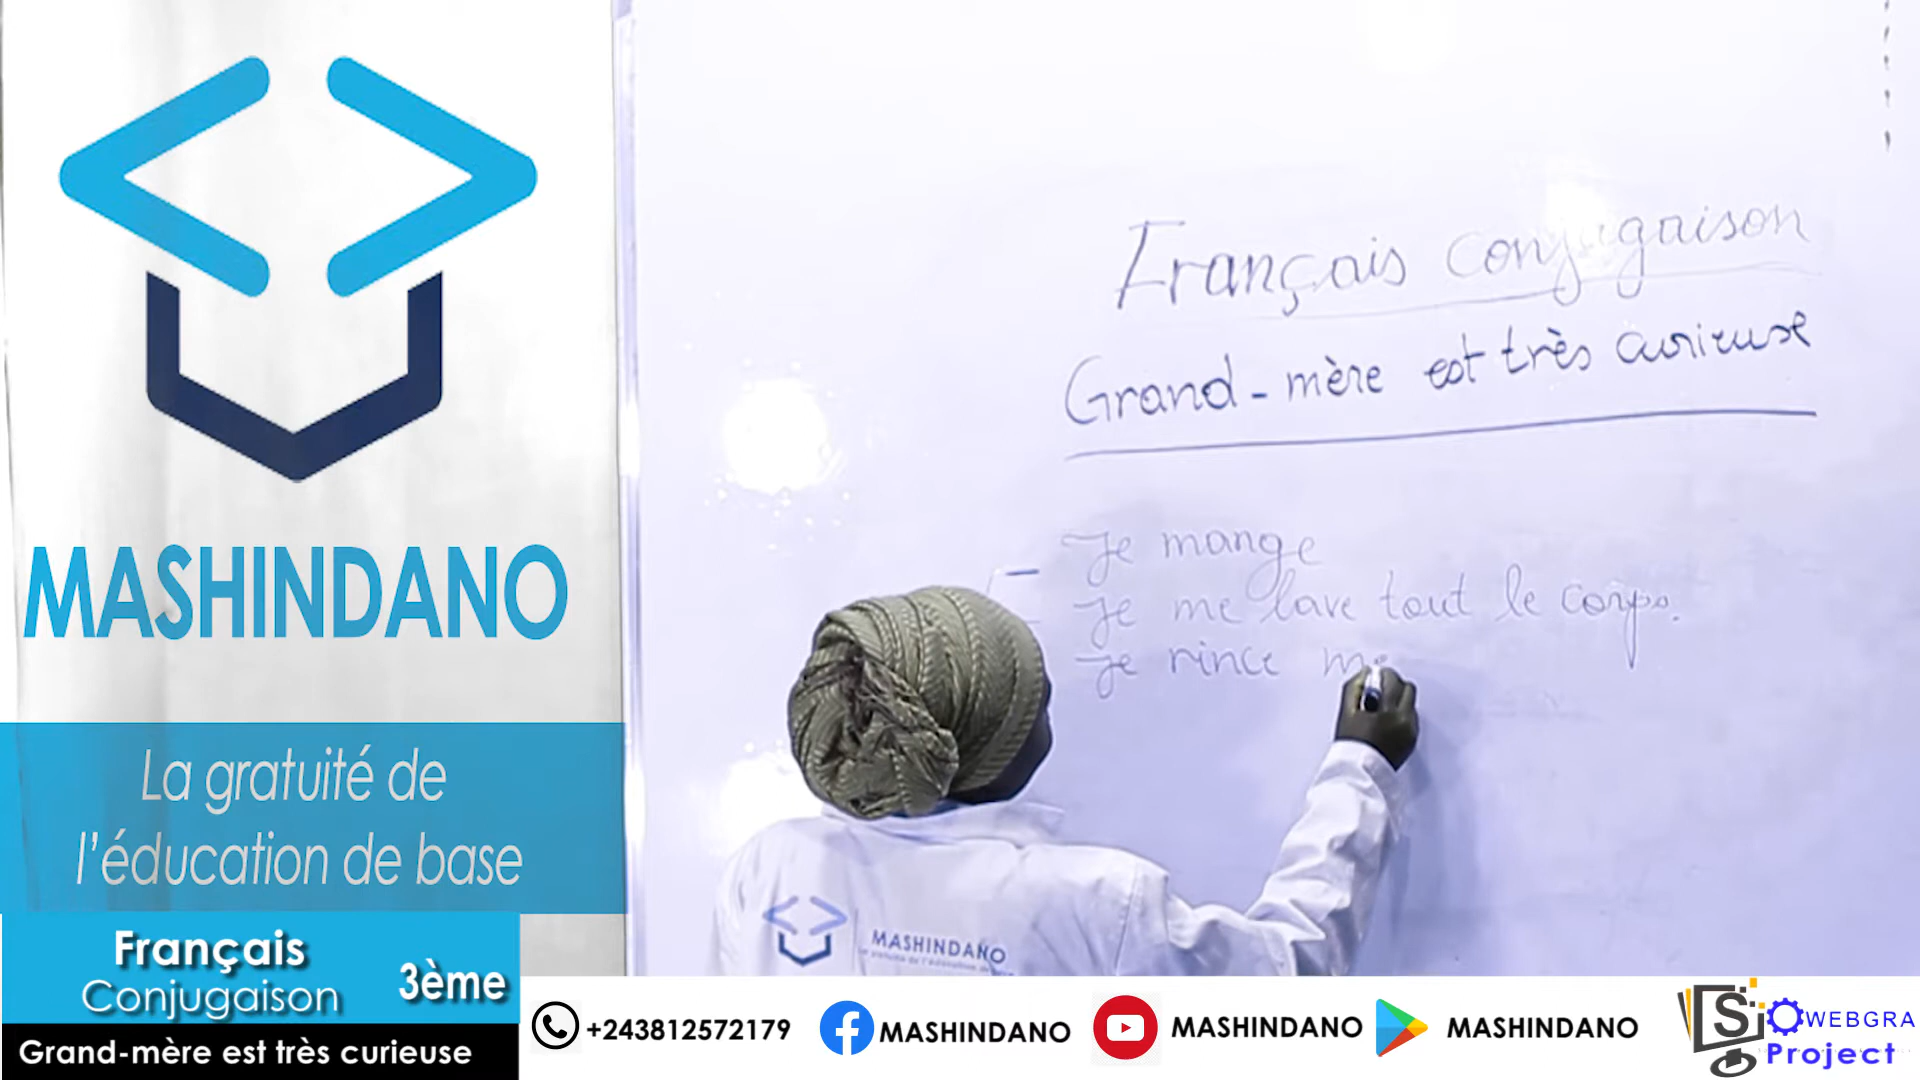 MASHINDANO
La gratuité de
l'éducation de base
Français
Conjugaison
3ème
Grand-mère est très curieuse
Français conjugaison
Grand-mère est très curieuse
Je mange
Je me lave tout le corps.
Je rince
MASHINDANO
+243812572179
MASHINDANO
MASHINDANO
MASHINDANO
WEBGRA
Project